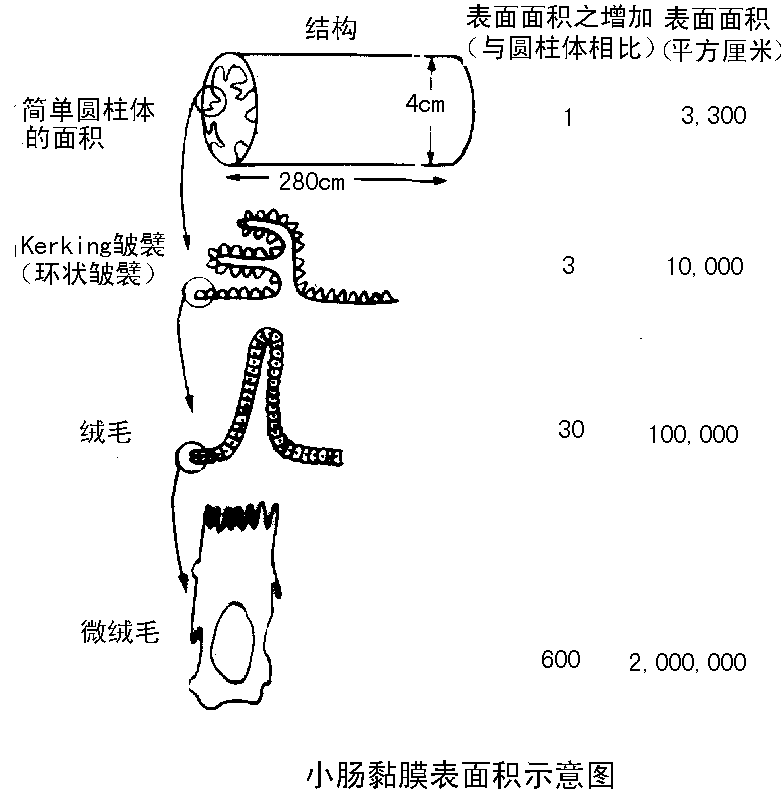 结构
表面面积之增加
(与圆柱体相比)
表面面积
(平方厘米)
简单圆柱体
的面积
4cm
280cm
1
3,300
Kerking皱襞
(环状皱襞)
3
10,000
绒毛
30
100,000
微绒毛
600
2,000,000
小肠黏膜表面积示意图